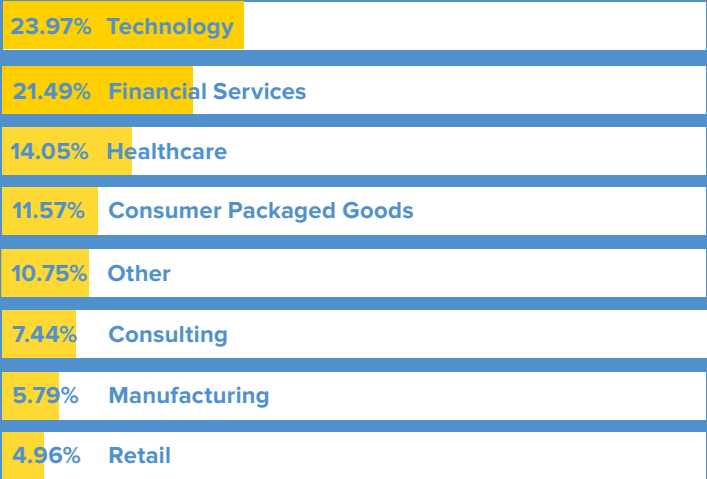 23.97% Technology
21.49% Financial Services
14.05% Healthcare
11.57% Consumer Packaged Goods
10.75% Other
7.44% Consulting
5.79% Manufacturing
4.96% Retail